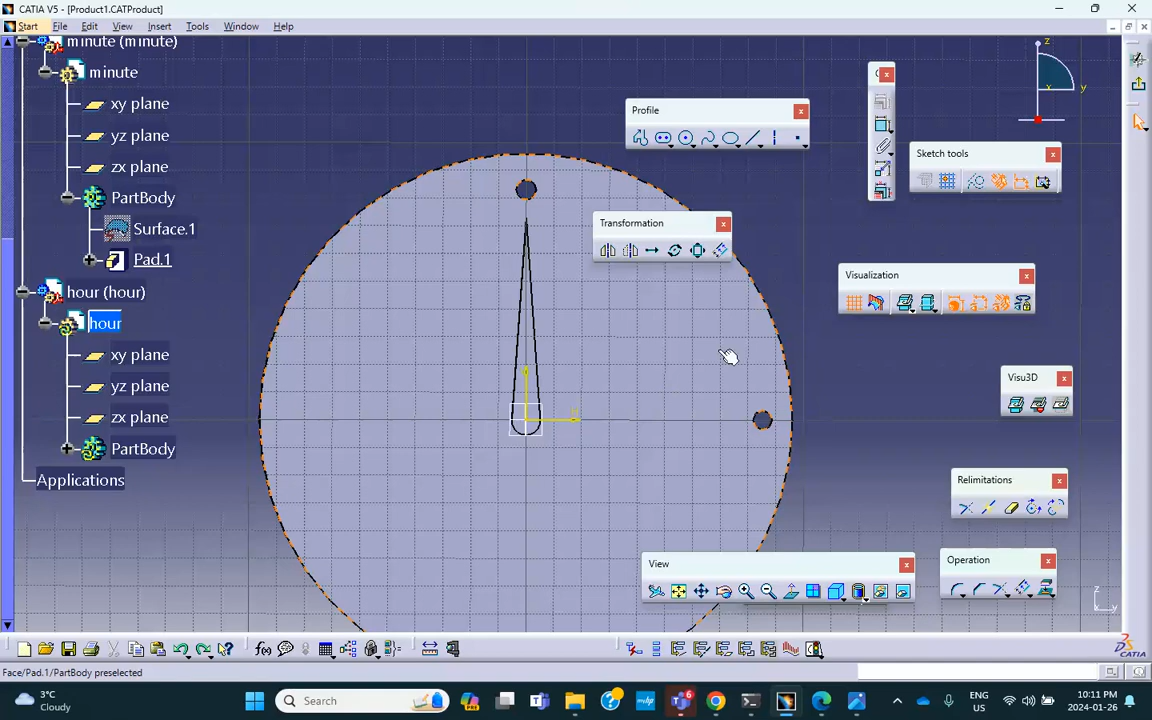 CATIA V5 - [Product1.CATProduct]
Start File Edit View Insert Tools Window Help
minute (minute)
minute
xy plane
yz plane
zx plane
PartBody
Surface.1
Pad.1
hour (hour)
hour
xy plane
yz plane
zx plane
PartBody
Applications
Profile
Transformation
Sketch tools
Visualization
Visu3D
Relimitations
View
Operation
z
y
x
Face/Pad.1/PartBody preselected
CATIA
3°C
Cloudy
Search
ENG
US
10:11 PM
2024-01-26